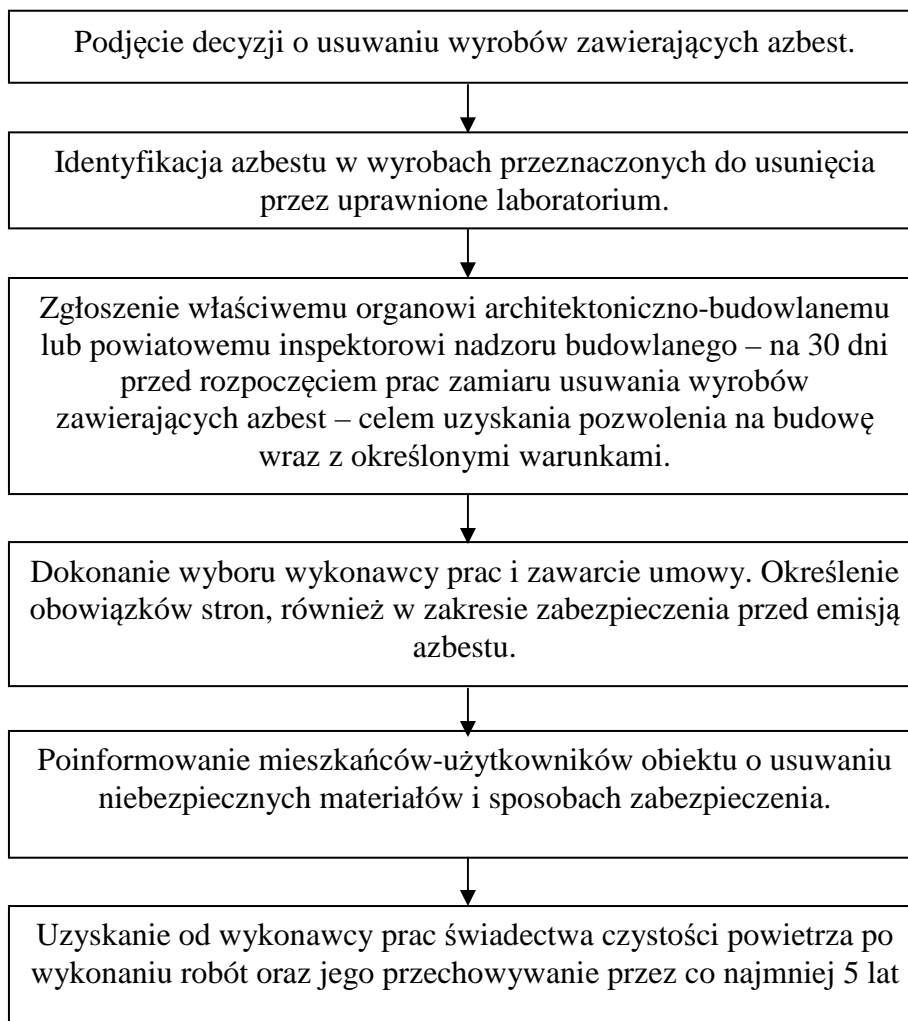 Podjęcie decyzji o usuwaniu wyrobów zawierających azbest.
Identyfikacja azbestu w wyrobach przeznaczonych do usunięcia
przez uprawnione laboratorium.
Zgłoszenie właściwemu organowi architektoniczno-budowlanemu
lub powiatowemu inspektorowi nadzoru budowlanego – na 30 dni
przed rozpoczęciem prac zamiaru usuwania wyrobów
zawierających azbest – celem uzyskania pozwolenia na budowę
wraz z określonymi warunkami.
Dokonanie wyboru wykonawcy prac i zawarcie umowy. Określenie
obowiązków stron, również w zakresie zabezpieczenia przed emisją
azbestu.
Poinformowanie mieszkańców-użytkowników obiektu o usuwaniu
niebezpiecznych materiałów i sposobach zabezpieczenia.
Uzyskanie od wykonawcy prac świadectwa czystości powietrza po
wykonaniu robót oraz jego przechowywanie przez co najmniej 5 lat